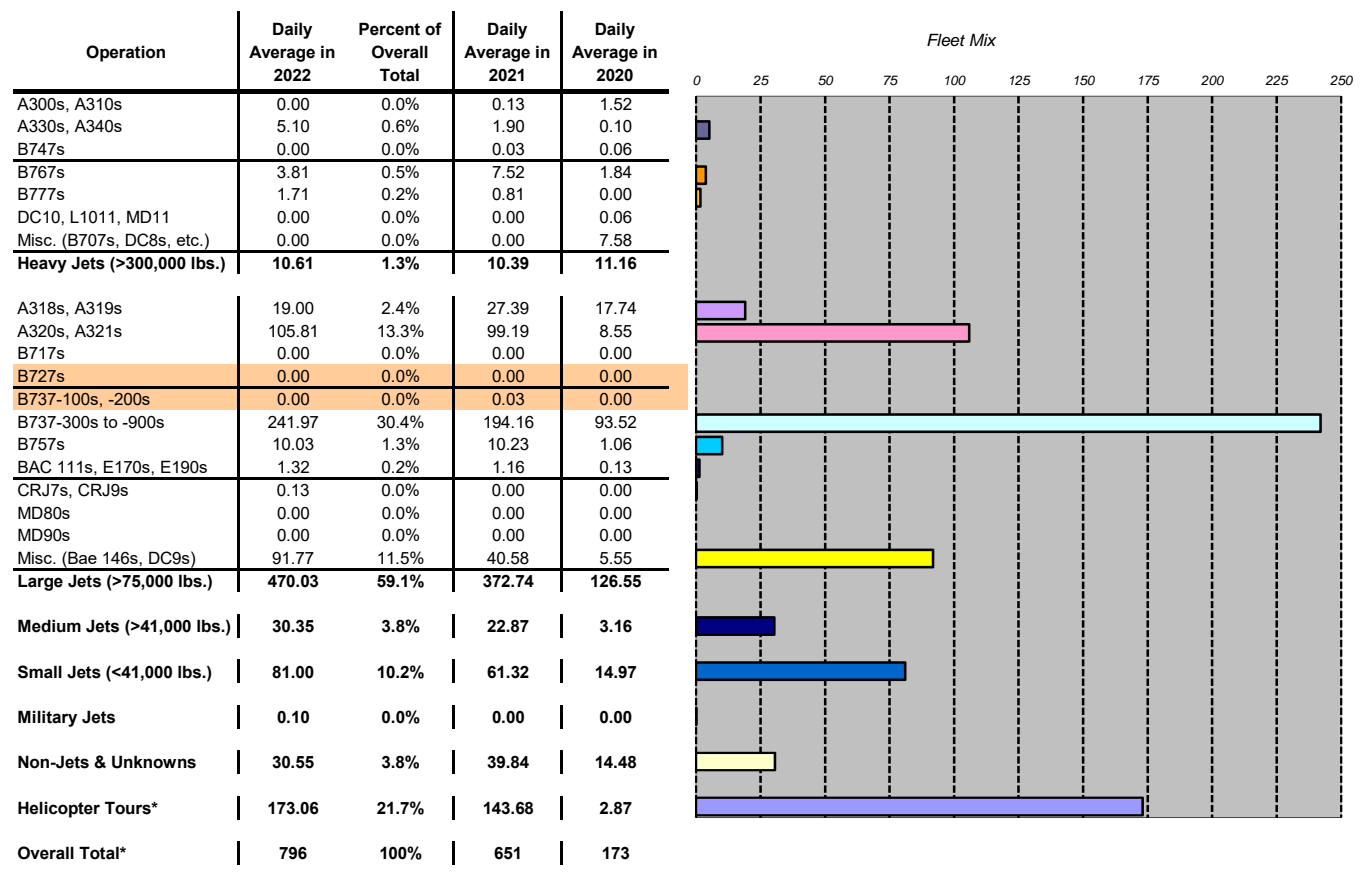 Operation Daily Average in 2022 Percent of Overall Total Daily Average in 2021 Daily Average in 2020
A300s, A310s 0.00 0.0% 0.13 1.52
A330s, A340s 5.10 0.6% 1.90 0.10
B747s 0.00 0.0% 0.03 0.06
B767s 3.81 0.5% 7.52 1.84
B777s 1.71 0.2% 0.81 0.00
DC10, L1011, MD11 0.00 0.0% 0.00 0.06
Misc. (B707s, DC8s, etc.) 0.00 0.0% 0.00 7.58
Heavy Jets (>300,000 lbs.) 10.61 1.3% 10.39 11.16
A318s, A319s 19.00 2.4% 27.39 17.74
A320s, A321s 105.81 13.3% 99.19 8.55
B717s 0.00 0.0% 0.00 0.00
B727s 0.00 0.0% 0.00 0.00
B737-100s, -200s 0.00 0.0% 0.03 0.00
B737-300s to -900s 241.97 30.4% 194.16 93.52
B757s 10.03 1.3% 10.23 1.06
BAC 111s, E170s, E190s 1.32 0.2% 1.16 0.13
CRJ7s, CRJ9s 0.13 0.0% 0.00 0.00
MD80s 0.00 0.0% 0.00 0.00
MD90s 0.00 0.0% 0.00 0.00
Misc. (Bae 146s, DC9s) 91.77 11.5% 40.58 5.55
Large Jets (>75,000 lbs.) 470.03 59.1% 372.74 126.55
Medium Jets (>41,000 lbs.) 30.35 3.8% 22.87 3.16
Small Jets (<41,000 lbs.) 81.00 10.2% 61.32 14.97
Military Jets 0.10 0.0% 0.00 0.00
Non-Jets & Unknowns 30.55 3.8% 39.84 14.48
Helicopter Tours* 173.06 21.7% 143.68 2.87
Overall Total* 796 100% 651 173
Fleet Mix
0 25 50 75 100 125 150 175 200 225 250